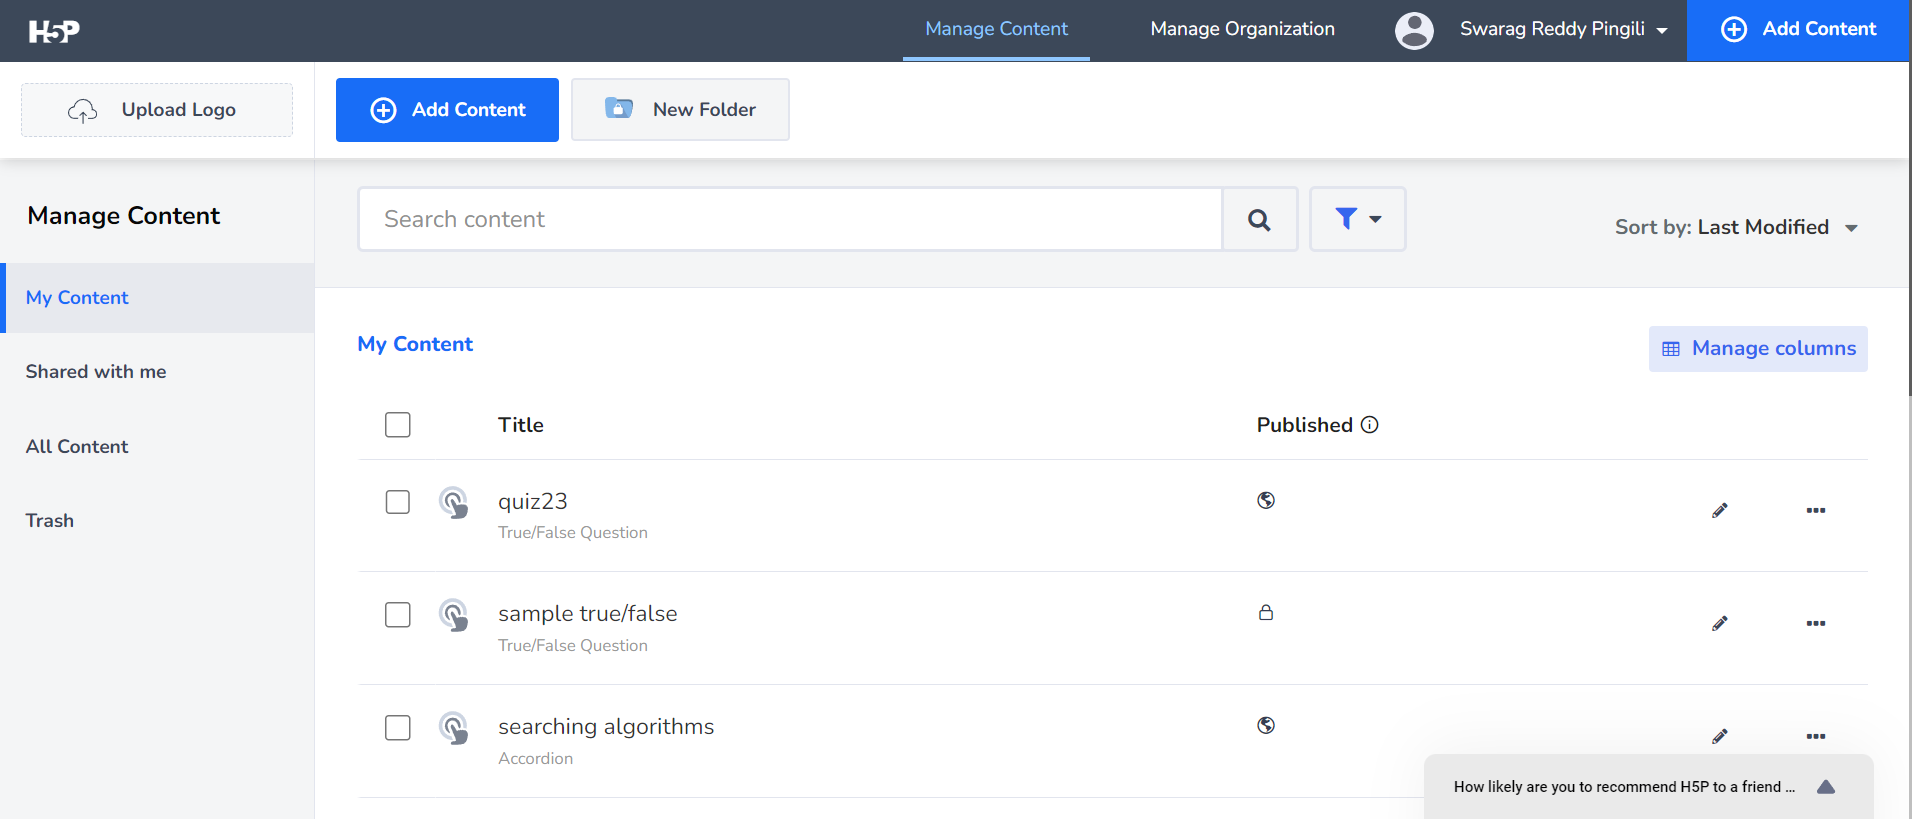 H5P
Manage Content
Manage Organization
Swarag Reddy Pingili
Add Content
Upload Logo
Add Content
New Folder
Manage Content
My Content
Shared with me
All Content
Trash
Search content
Sort by: Last Modified
My Content
Manage columns
Title
Published
quiz23
True/False Question
sample true/false
True/False Question
searching algorithms
Accordion
How likely are you to recommend H5P to a friend ...